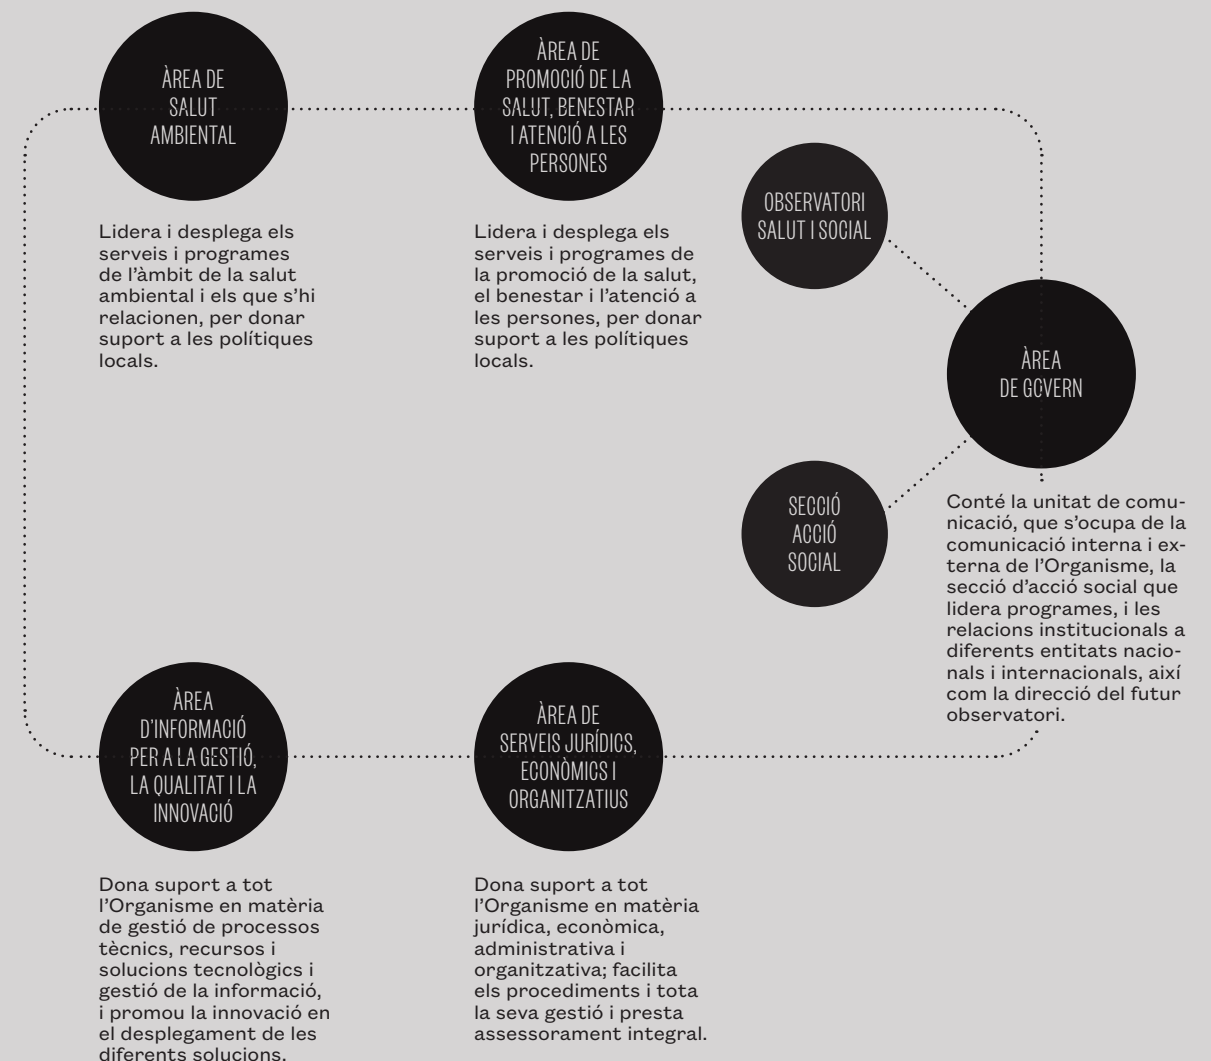 ÀREA DE
SALUT
AMBIENTAL
Lidera i desplega els
serveis i programes
de l’àmbit de la salut
ambiental i els que s’hi
relacionen, per donar
suport a les polítiques
locals.
ÀREA DE
PROMOCIÓ DE LA
SALUT, BENESTAR
I ATENCIÓ A LES
PERSONES
Lidera i desplega els
serveis i programes de
la promoció de la salut,
el benestar i l’atenció a
les persones, per donar
suport a les polítiques
locals.
OBSERVATORI
SALUT I SOCIAL
ÀREA
DE GOVERN
SECCIÓ
ACCIÓ
SOCIAL
Conté la unitat de comu-
nicació, que s’ocupa de la
comunicació interna i ex-
terna de l’Organisme, la
secció d’acció social que
lidera programes, i les
relacions institucionals a
diferents entitats nacio-
nals i internacionals, així
com la direcció del futur
observatori.
ÀREA
D’INFORMACIÓ
PER A LA GESTIÓ,
LA QUALITAT I LA
INNOVACIÓ
Dona suport a tot
l’Organisme en matèria
de gestió de processos
tècnics, recursos i
solucions tecnològics i
gestió de la informació,
i promou la innovació en
el desplegament de les
diferents solucions.
ÀREA DE
SERVEIS JURÍDICS,
ECONÒMICS I
ORGANITZATIUS
Dona suport a tot
l’Organisme en matèria
jurídica, econòmica,
administrativa i
organitzativa; facilita
els procediments i tota
la seva gestió i presta
assessorament integral.